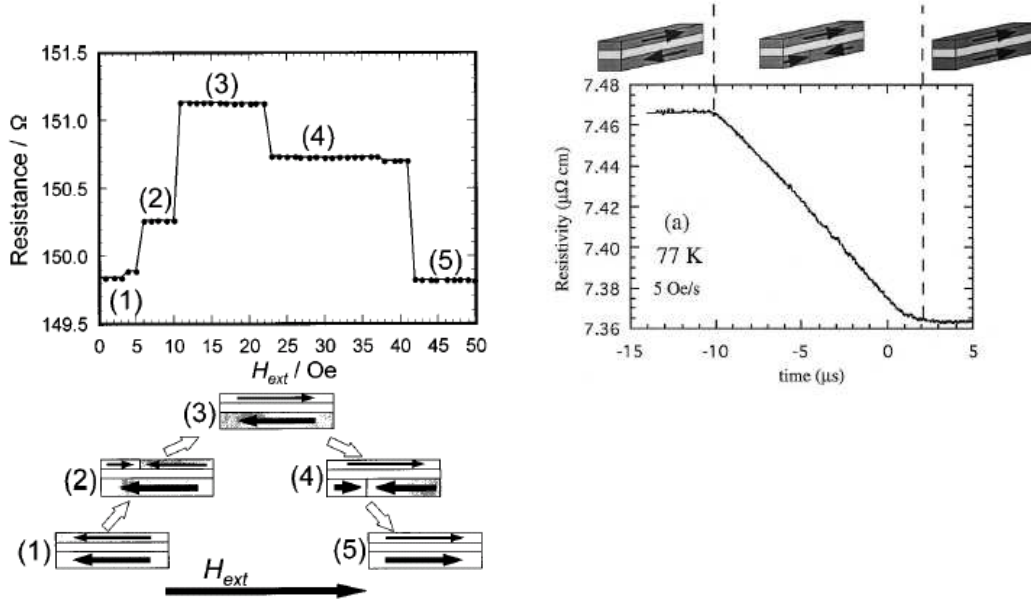 151.5
151.0
150.5
150.0
149.5
Resistance / Ω
(1)
(2)
(3)
(4)
(5)
0 5 10 15 20 25 30 35 40 45 50
H_ext / Oe
(3)
(2)
(4)
(1)
(5)
H_ext
7.48
7.46
7.44
7.42
7.40
7.38
7.36
Resistivity (μΩ cm)
(a)
77 K
5 Oe/s
-15 -10 -5 0 5
time (μs)